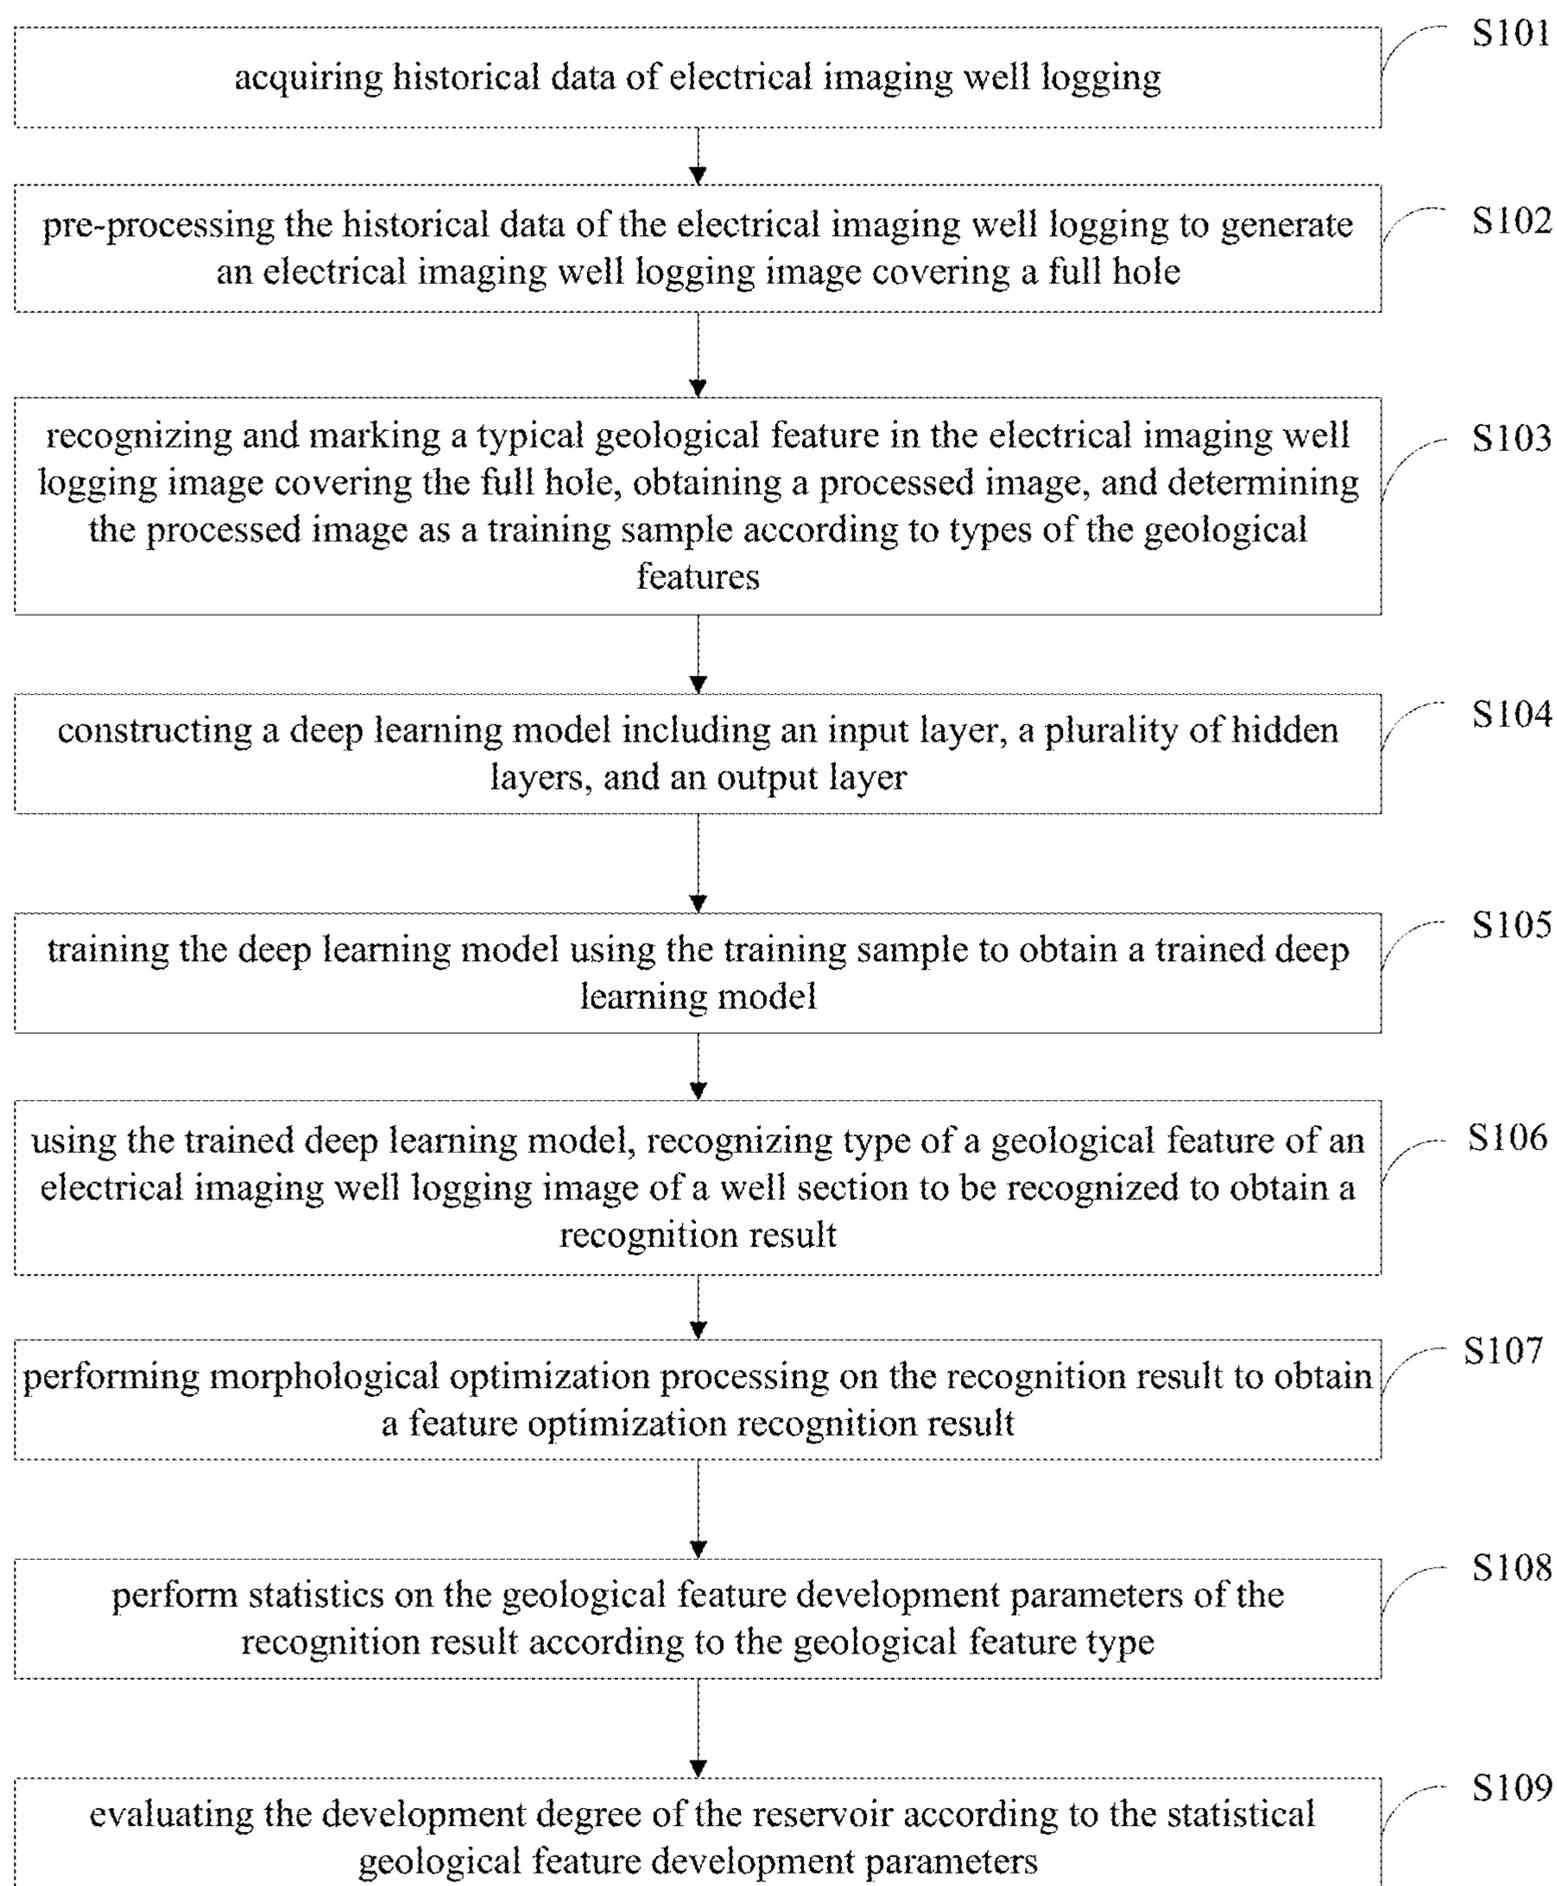 S101
acquiring historical data of electrical imaging well logging
S102
pre-processing the historical data of the electrical imaging well logging to generate
an electrical imaging well logging image covering a full hole
S103
recognizing and marking a typical geological feature in the electrical imaging well
logging image covering the full hole, obtaining a processed image, and determining
the processed image as a training sample according to types of the geological
features
S104
constructing a deep learning model including an input layer, a plurality of hidden
layers, and an output layer
S105
training the deep learning model using the training sample to obtain a trained deep
learning model
S106
using the trained deep learning model, recognizing type of a geological feature of an
electrical imaging well logging image of a well section to be recognized to obtain a
recognition result
S107
performing morphological optimization processing on the recognition result to obtain
a feature optimization recognition result
S108
perform statistics on the geological feature development parameters of the
recognition result according to the geological feature type
S109
evaluating the development degree of the reservoir according to the statistical
geological feature development parameters